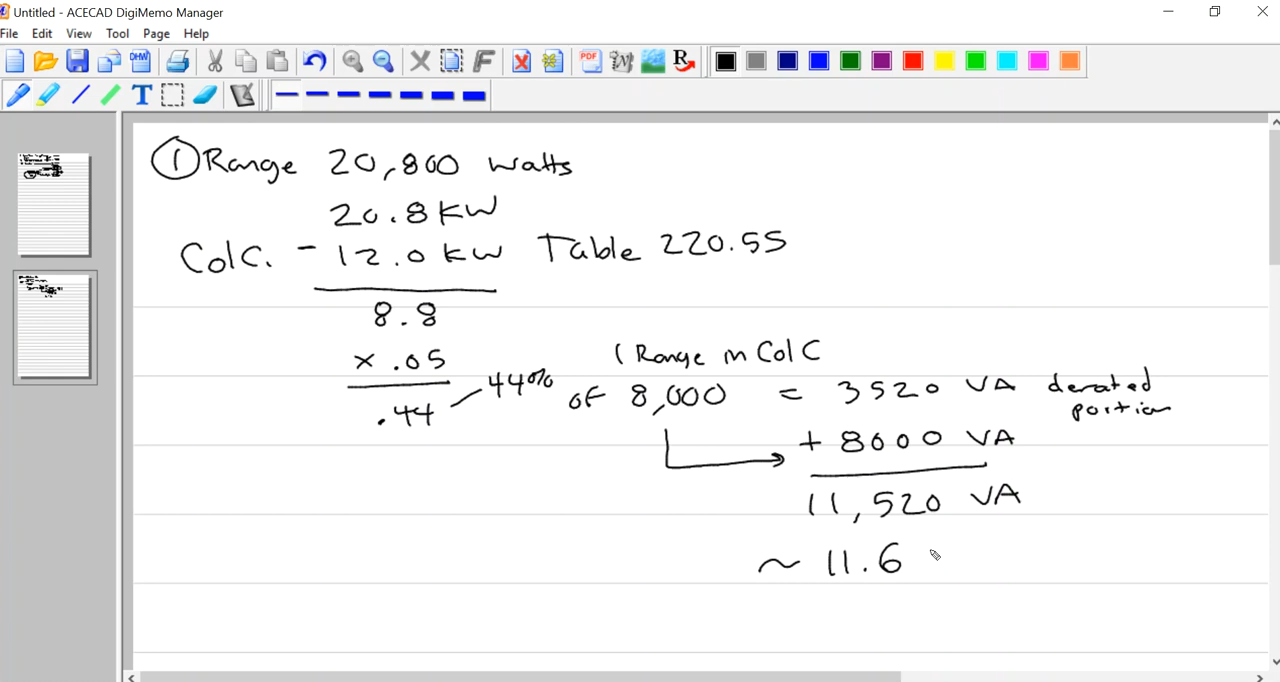 Untitled - ACECAD DigiMemo Manager
File Edit View Tool Page Help
① Range 20,800 watts
20.8 KW
Col C. - 12.0 KW Table 220.55
8.8
x .05
.44
44%
1 Range in Col C
of 8,000 = 3520 VA derated portion
+ 8000 VA
11,520 VA
~ 11.6